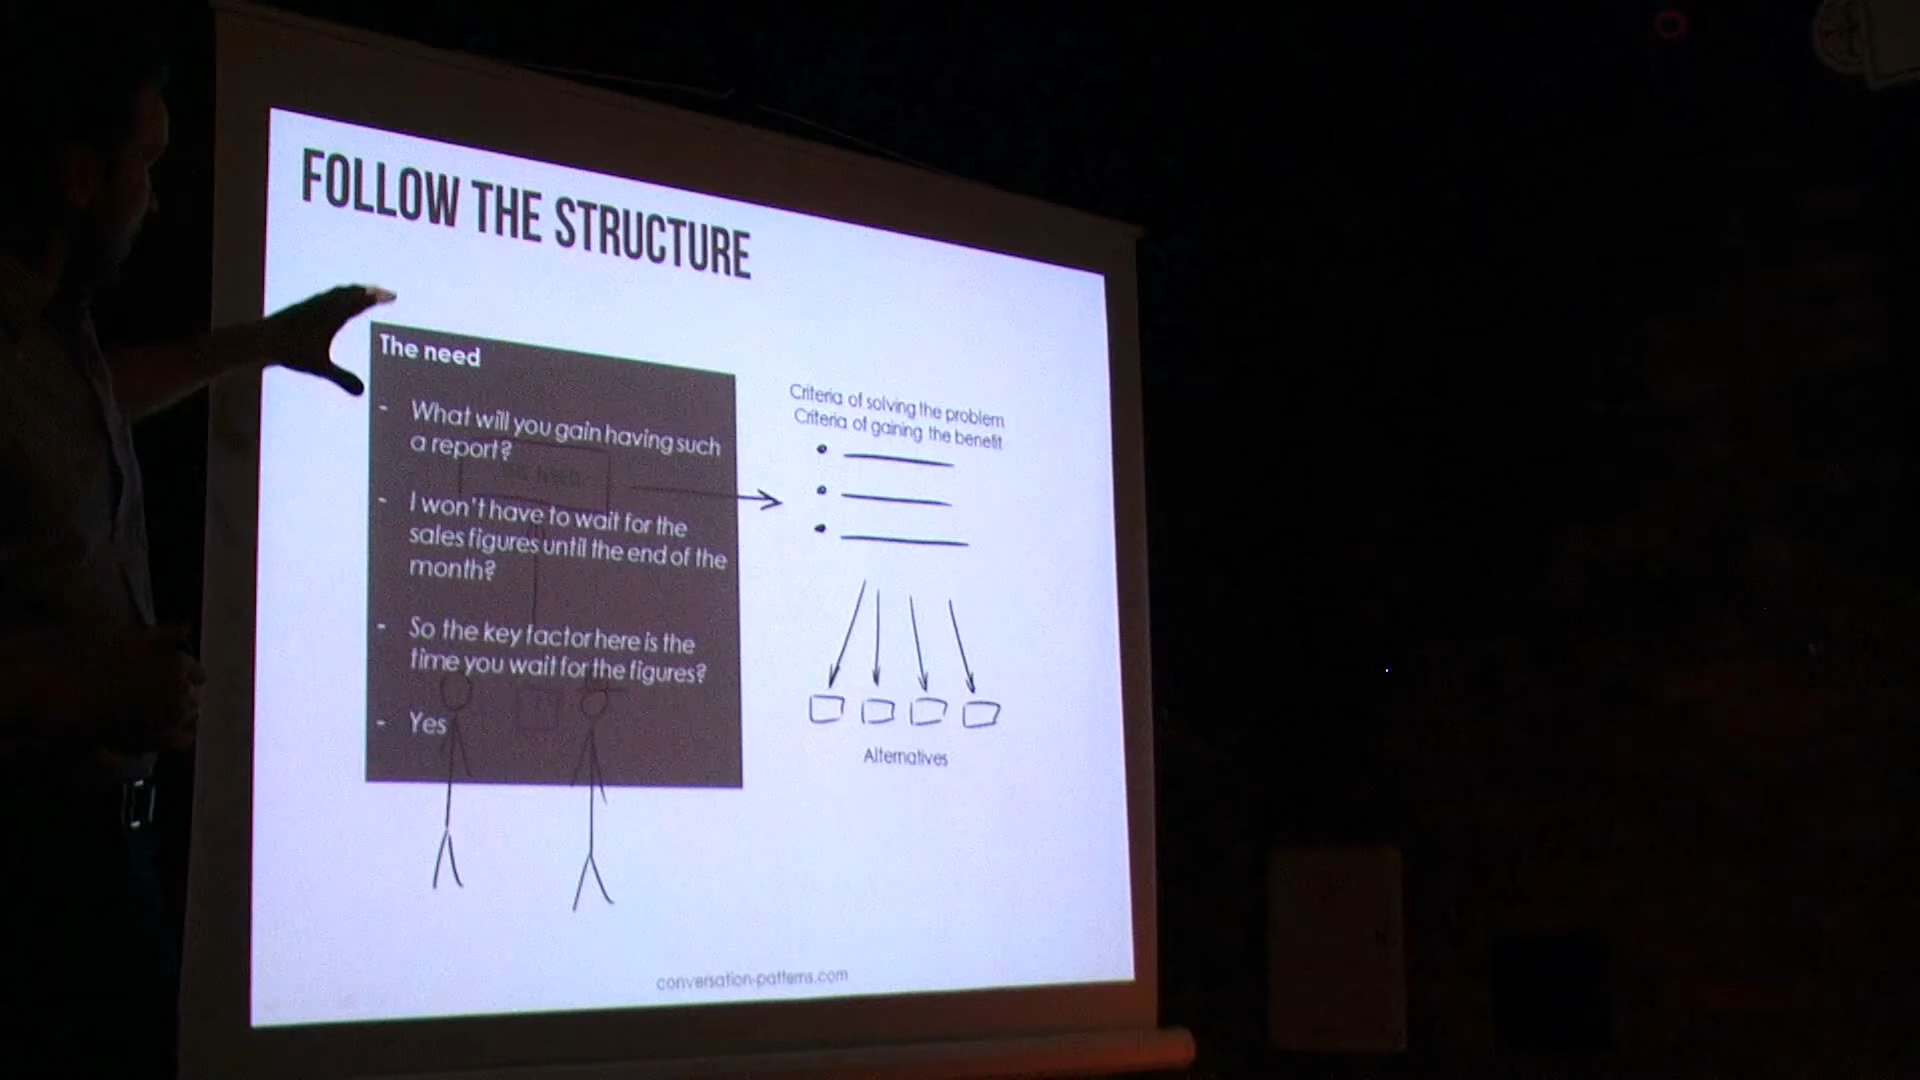 FOLLOW THE STRUCTURE
The need
- What will you gain having such
a report?
THE NEED
- I won't have to wait for the
sales figures until the end of the
month?
- So the key factor here is the
time you wait for the figures?
- Yes
Criteria of solving the problem
Criteria of gaining the benefit
Alternatives
conversation-patterns.com